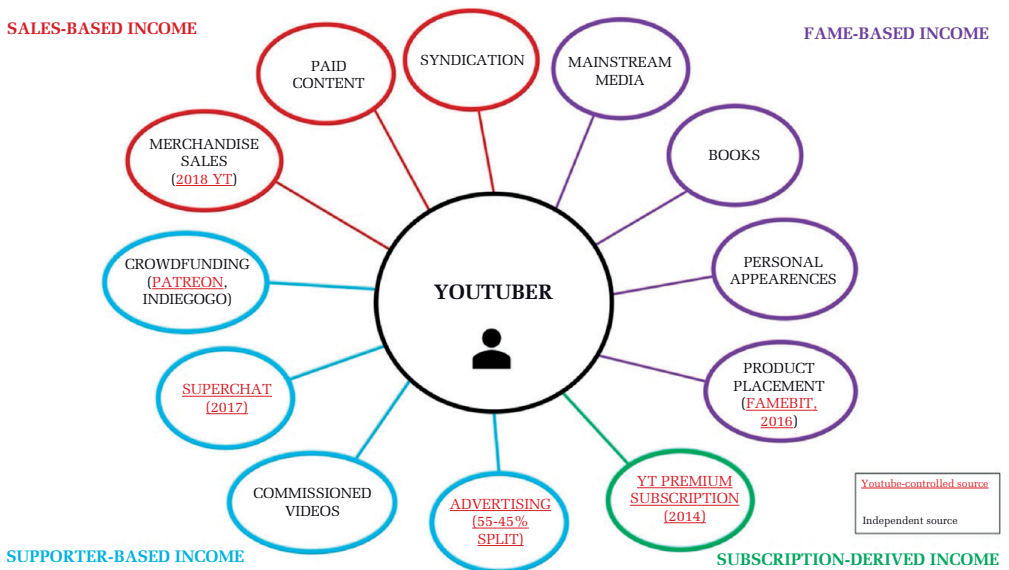 SALES-BASED INCOME
FAME-BASED INCOME
PAID
CONTENT
SYNDICATION
MAINSTREAM
MEDIA
MERCHANDISE
SALES
(2018 YT)
BOOKS
CROWDFUNDING
(PATREON,
INDIEGOGO)
YOUTUBER
PERSONAL
APPEARENCES
SUPERCHAT
(2017)
PRODUCT
PLACEMENT
(FAMEBIT,
2016)
COMMISSIONED
VIDEOS
ADVERTISING
(55-45%
SPLIT)
YT PREMIUM
SUBSCRIPTION
(2014)
Youtube-controlled source
Independent source
SUPPORTER-BASED INCOME
SUBSCRIPTION-DERIVED INCOME